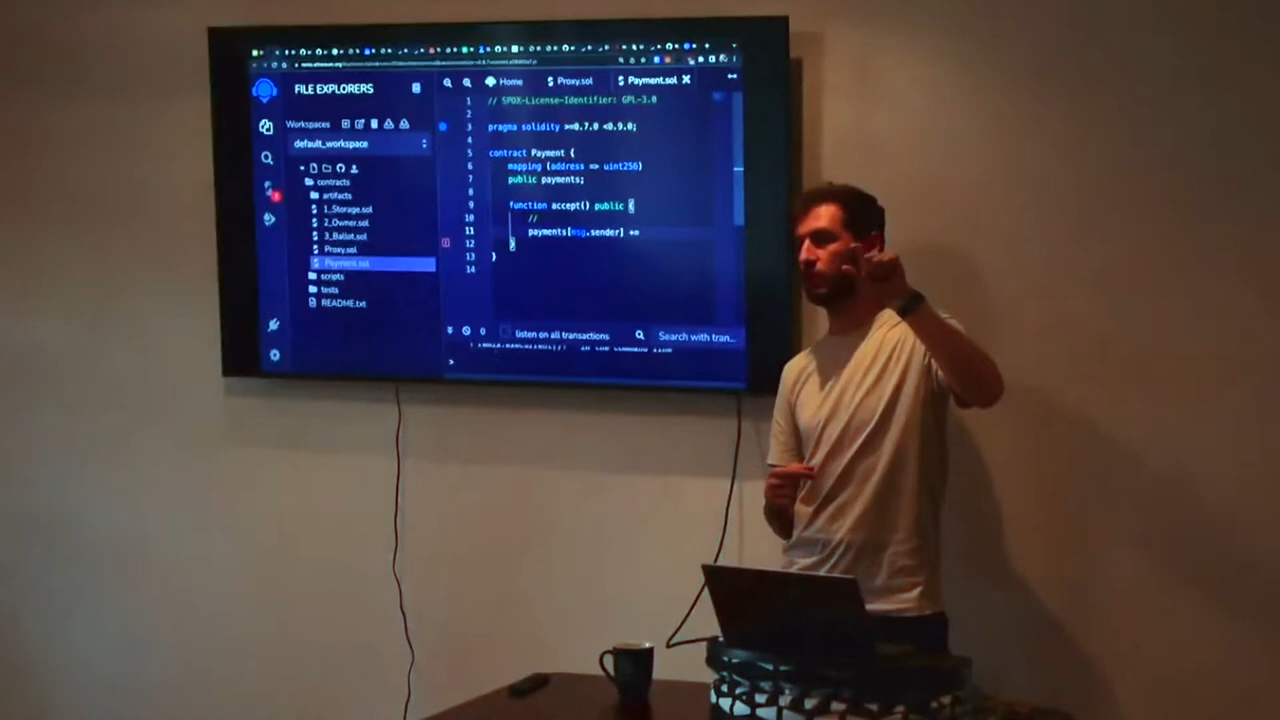 FILE EXPLORERS
Workspaces
default_workspace
contracts
artifacts
1_Storage.sol
2_Owner.sol
3_Ballot.sol
Proxy.sol
Payment.sol
scripts
tests
README.txt
Home Proxy.sol Payment.sol
1 // SPDX-License-Identifier: GPL-3.0
2
3 pragma solidity >=0.7.0 <0.9.0;
4
5 contract Payment {
6 mapping (address => uint256)
7 public payments;
8
9 function accept() public {
10 //
11 payments[msg.sender] +=
12 }
13 }
14
0 listen on all transactions Search with tran...
>